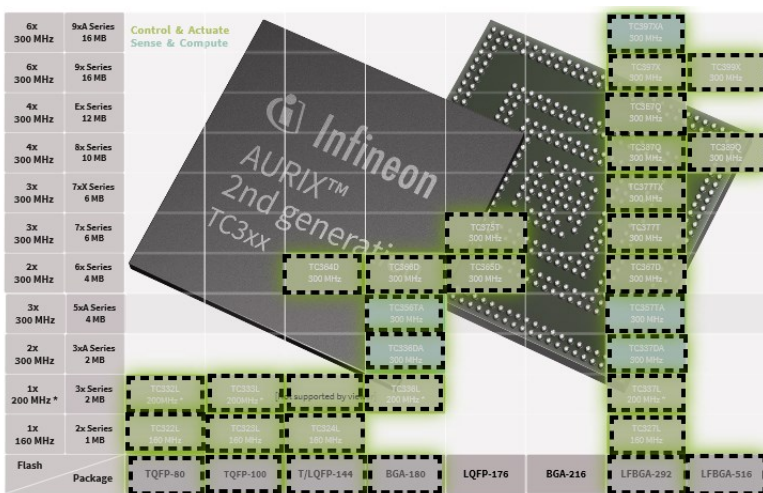 6x
300 MHz
9xA Series
16 MB
Control & Actuate
Sense & Compute
TC397XA
300 MHz
6x
300 MHz
9x Series
16 MB
TC397X
300 MHz
TC399X
300 MHz
4x
300 MHz
Ex Series
12 MB
TC387Q
300 MHz
4x
300 MHz
8x Series
10 MB
TC387Q
300 MHz
TC389Q
300 MHz
3x
300 MHz
7xX Series
6 MB
TC377TX
300 MHz
3x
300 MHz
7x Series
6 MB
TC375T
300 MHz
TC377T
300 MHz
2x
300 MHz
6x Series
4 MB
TC364D
300 MHz
TC366D
300 MHz
TC365D
300 MHz
TC367D
300 MHz
3x
300 MHz
5xA Series
4 MB
TC356TA
300 MHz
TC357TA
300 MHz
2x
300 MHz
3xA Series
2 MB
TC336DA
300 MHz
TC337DA
300 MHz
1x
200 MHz *
3x Series
2 MB
TC332L
200MHz *
TC333L
200MHz *
supported by
TC336L
200 MHz *
TC337L
200 MHz *
1x
160 MHz
2x Series
1 MB
TC322L
160 MHz
TC323L
160 MHz
TC324L
160 MHz
TC327L
160 MHz
Flash
Package
TQFP-80
TQFP-100
T/LQFP-144
BGA-180
LQFP-176
BGA-216
LFBGA-292
LFBGA-516
Infineon
AURIX™
2nd generati
TC3xx